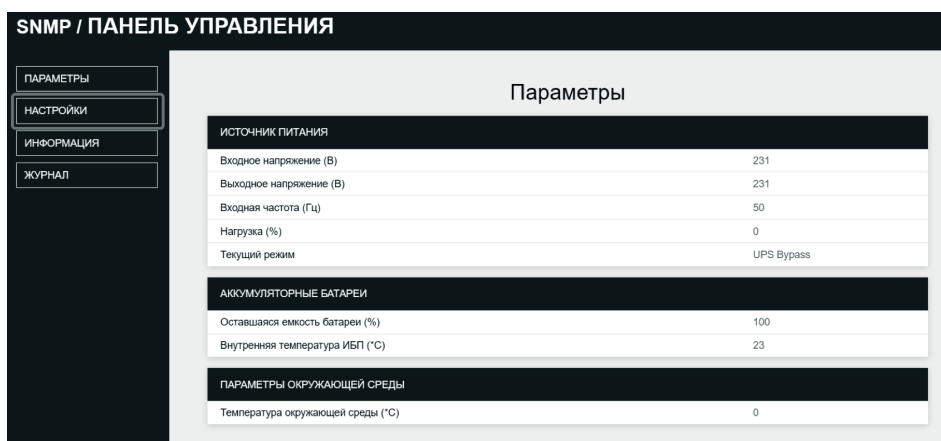 SNMP / ПАНЕЛЬ УПРАВЛЕНИЯ
ПАРАМЕТРЫ
НАСТРОЙКИ
ИНФОРМАЦИЯ
ЖУРНАЛ
Параметры
ИСТОЧНИК ПИТАНИЯ
Входное напряжение (В) 231
Выходное напряжение (В) 231
Входная частота (Гц) 50
Нагрузка (%) 0
Текущий режим UPS Bypass
АККУМУЛЯТОРНЫЕ БАТАРЕИ
Оставшаяся емкость батареи (%) 100
Внутренняя температура ИБП (°C) 23
ПАРАМЕТРЫ ОКРУЖАЮЩЕЙ СРЕДЫ
Температура окружающей среды (°C) 0